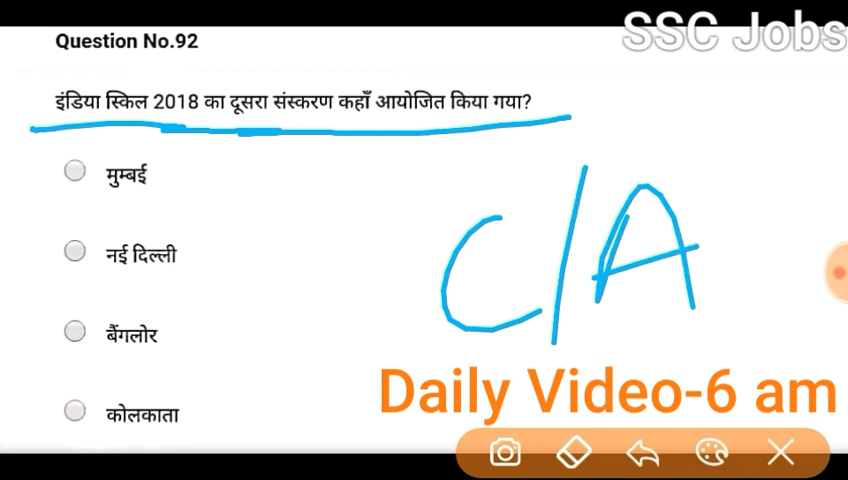 SSC Jobs
Question No.92
इंडिया स्किल 2018 का दूसरा संस्करण कहाँ आयोजित किया गया?
मुम्बई
नई दिल्ली
बैंगलोर
कोलकाता
C/A
Daily Video-6 am